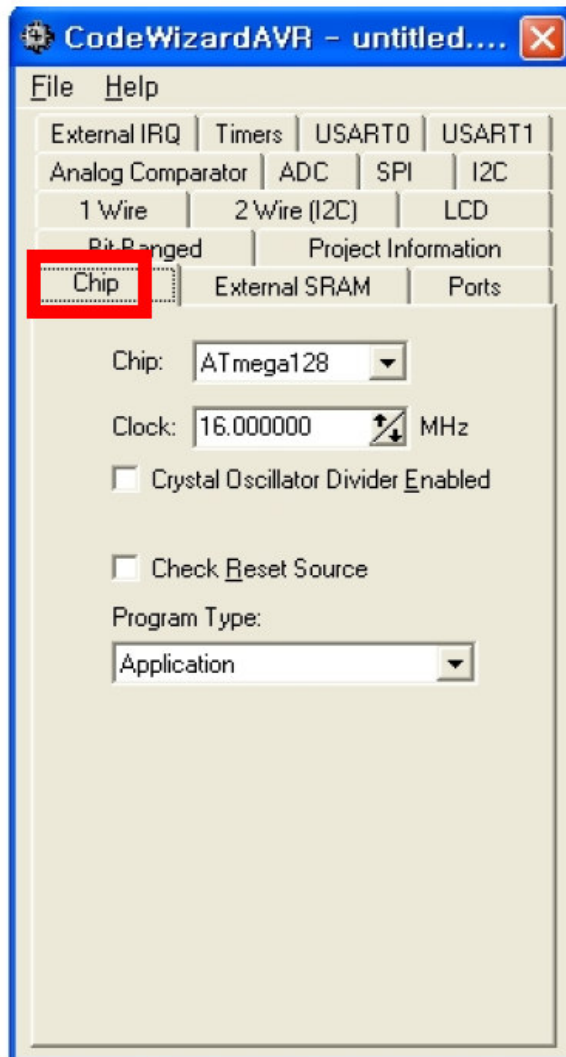 CodeWizardAVR - untitled....
File Help
External IRQ Timers USART0 USART1
Analog Comparator ADC SPI I2C
1 Wire 2 Wire (I2C) LCD
Bit-Banged Project Information
Chip External SRAM Ports
Chip: ATmega128
Clock: 16.000000 MHz
Crystal Oscillator Divider Enabled
Check Reset Source
Program Type:
Application